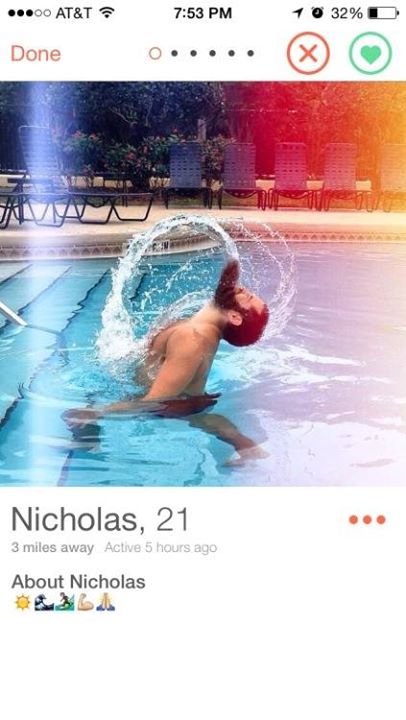 AT&T 7:53 PM 32%
Done
Nicholas, 21
3 miles away Active 5 hours ago
About Nicholas
☀️🌊🏄💪🙏